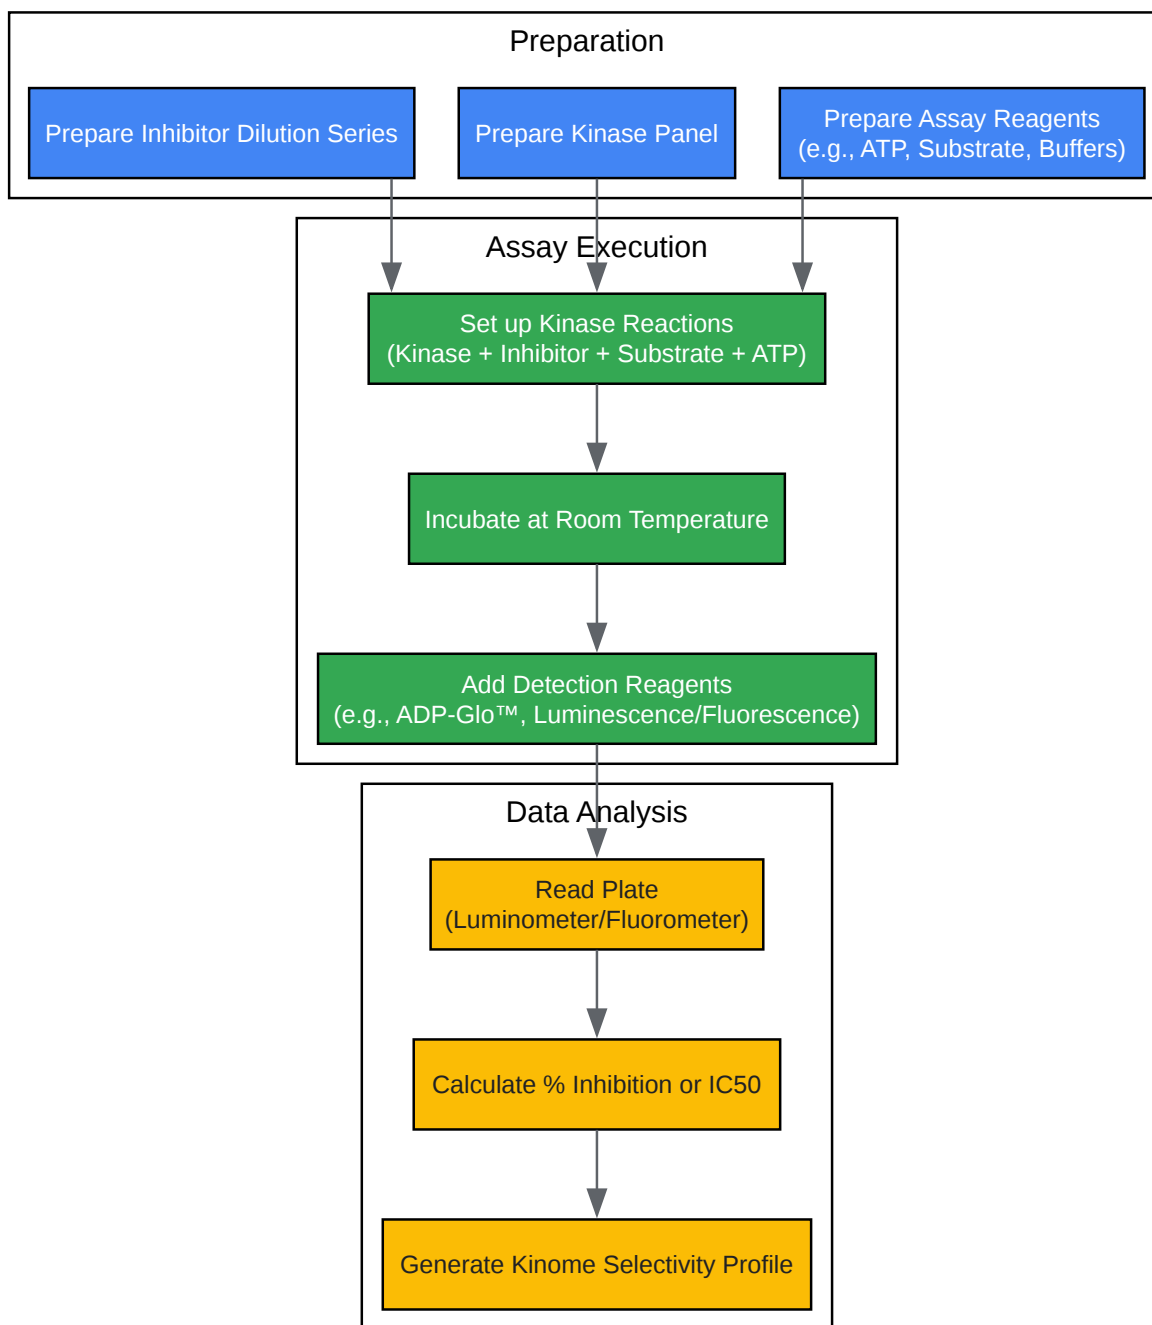 Preparation
Prepare Inhibitor Dilution Series
Prepare Kinase Panel
Prepare Assay Reagents
(e.g., ATP, Substrate, Buffers)
Assay Execution
Set up Kinase Reactions
(Kinase + Inhibitor + Substrate + ATP)
Incubate at Room Temperature
Add Detection Reagents
(e.g., ADP-Glo™, Luminescence/Fluorescence)
Data Analysis
Read Plate
(Luminometer/Fluorometer)
Calculate % Inhibition or IC50
Generate Kinome Selectivity Profile